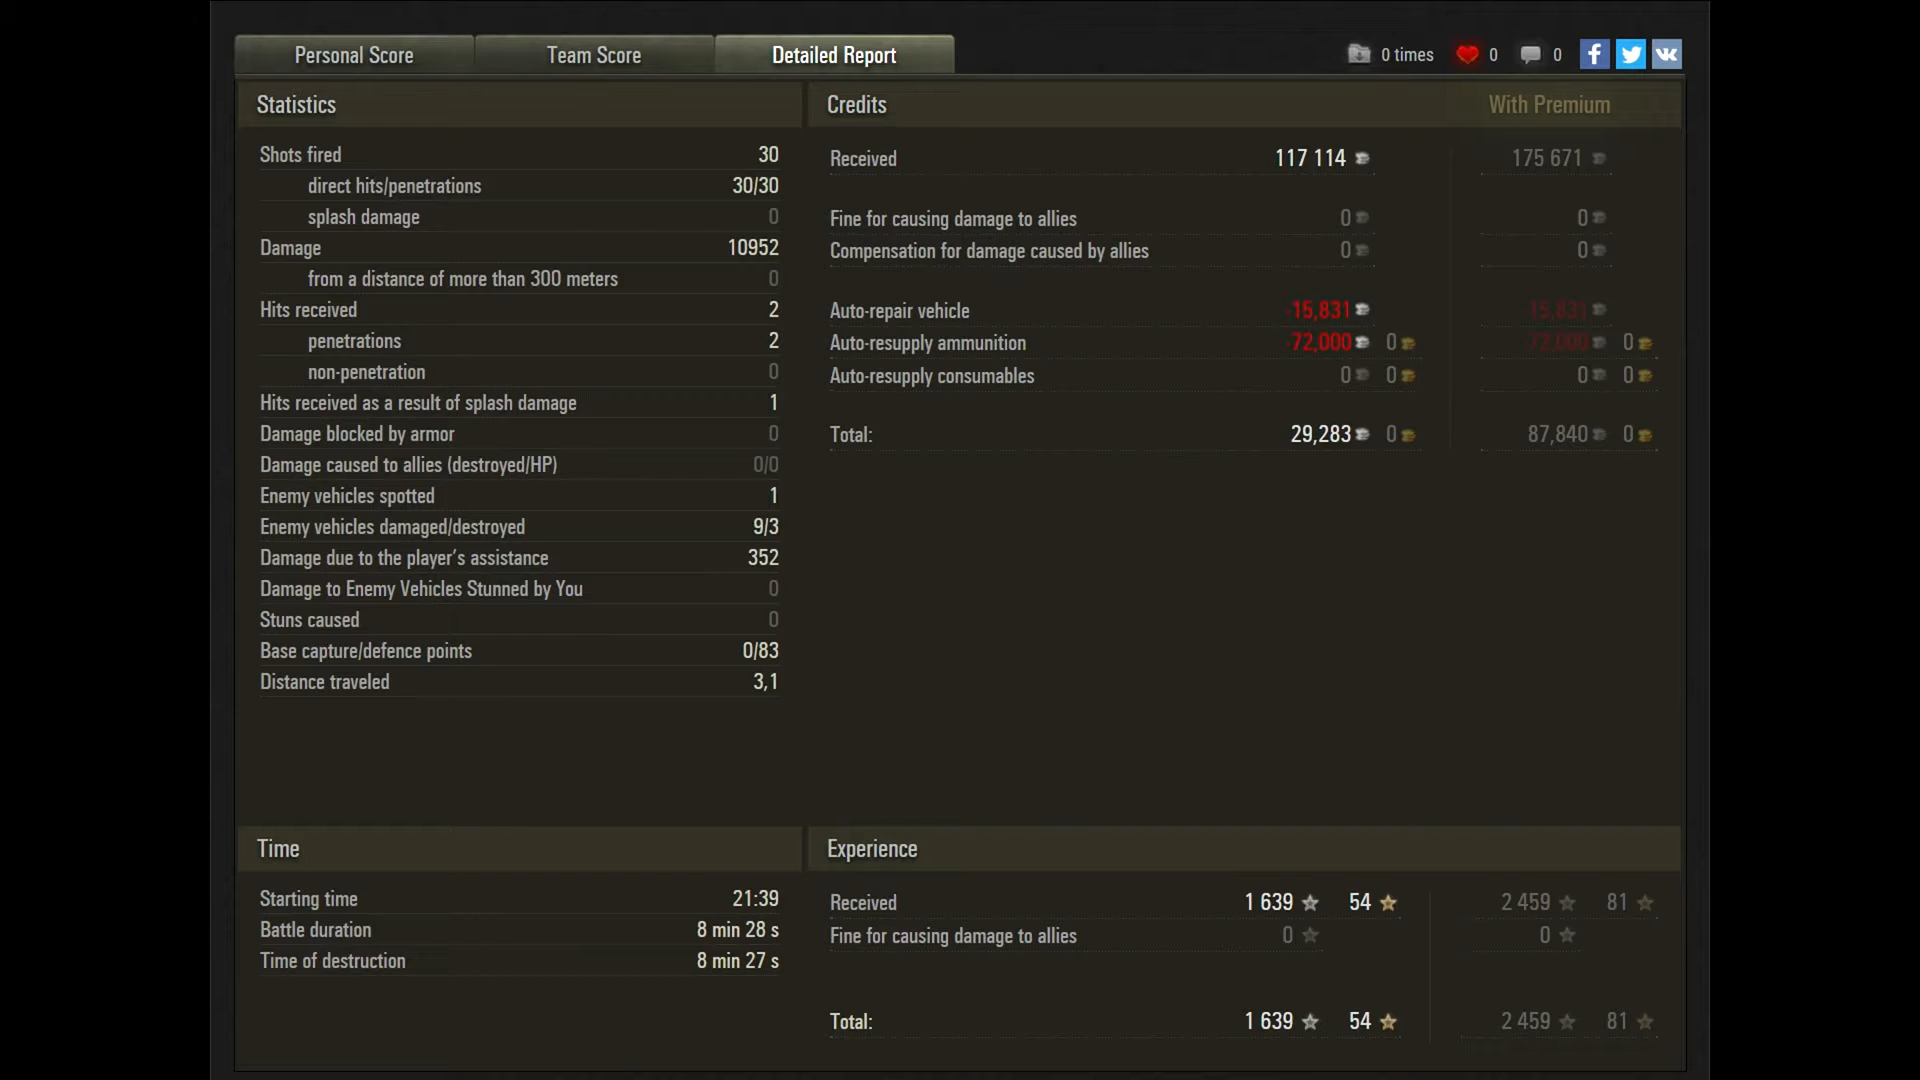 Personal Score Team Score Detailed Report 0 times 0 0
Statistics
Shots fired 30
direct hits/penetrations 30/30
splash damage 0
Damage 10952
from a distance of more than 300 meters 0
Hits received 2
penetrations 2
non-penetration 0
Hits received as a result of splash damage 1
Damage blocked by armor 0
Damage caused to allies (destroyed/HP) 0/0
Enemy vehicles spotted 1
Enemy vehicles damaged/destroyed 9/3
Damage due to the player's assistance 352
Damage to Enemy Vehicles Stunned by You 0
Stuns caused 0
Base capture/defence points 0/83
Distance traveled 3,1
Credits With Premium
Received 117 114 175 671
Fine for causing damage to allies 0 0
Compensation for damage caused by allies 0 0
Auto-repair vehicle -15,831 -15,831
Auto-resupply ammunition -72,000 0 -72,000 0
Auto-resupply consumables 0 0 0 0
Total: 29,283 0 87,840 0
Time
Starting time 21:39
Battle duration 8 min 28 s
Time of destruction 8 min 27 s
Experience
Received 1 639 54 2 459 81
Fine for causing damage to allies 0 0
Total: 1 639 54 2 459 81